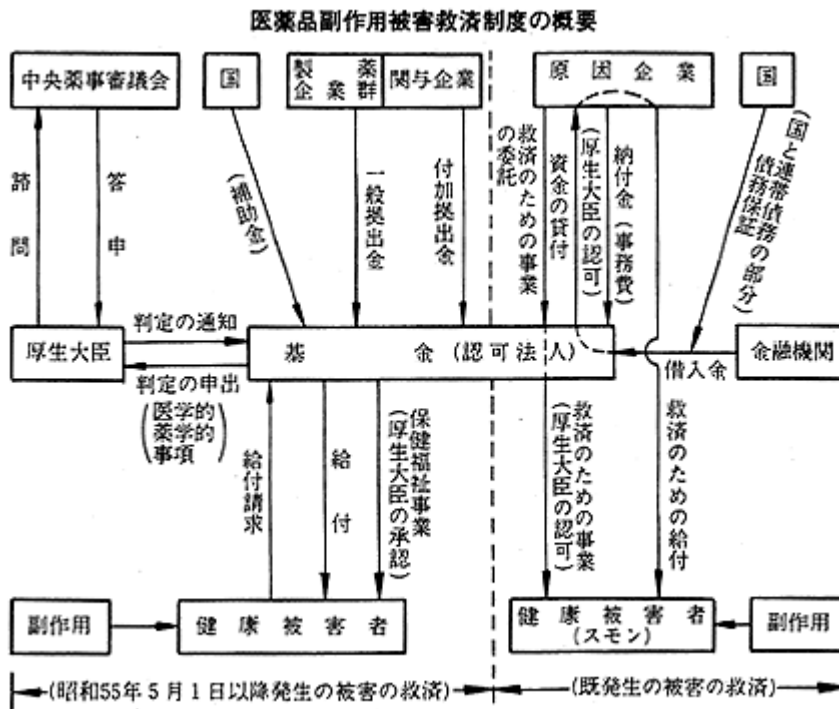 医薬品副作用被害救済制度の概要
中央薬事審議会
国
製薬
企業群
関与企業
原因企業
国
諮問
答申
(補助金)
一般拠出金
付加拠出金
救済のための事業
の委託
資金の貸付
(厚生大臣の認可)
納付金(事務費)
(国と連帯債務の部分)
債務保証
厚生大臣
判定の通知
判定の申出
(医学的
薬学的
事項)
基金(認可法人)
借入金
金融機関
給付請求
給付
保健福祉事業
(厚生大臣の承認)
救済のための事業
(厚生大臣の認可)
救済のための給付
副作用
健康被害者
健康被害者
(スモン)
副作用
(昭和55年5月1日以降発生の被害の救済)
(既発生の被害の救済)